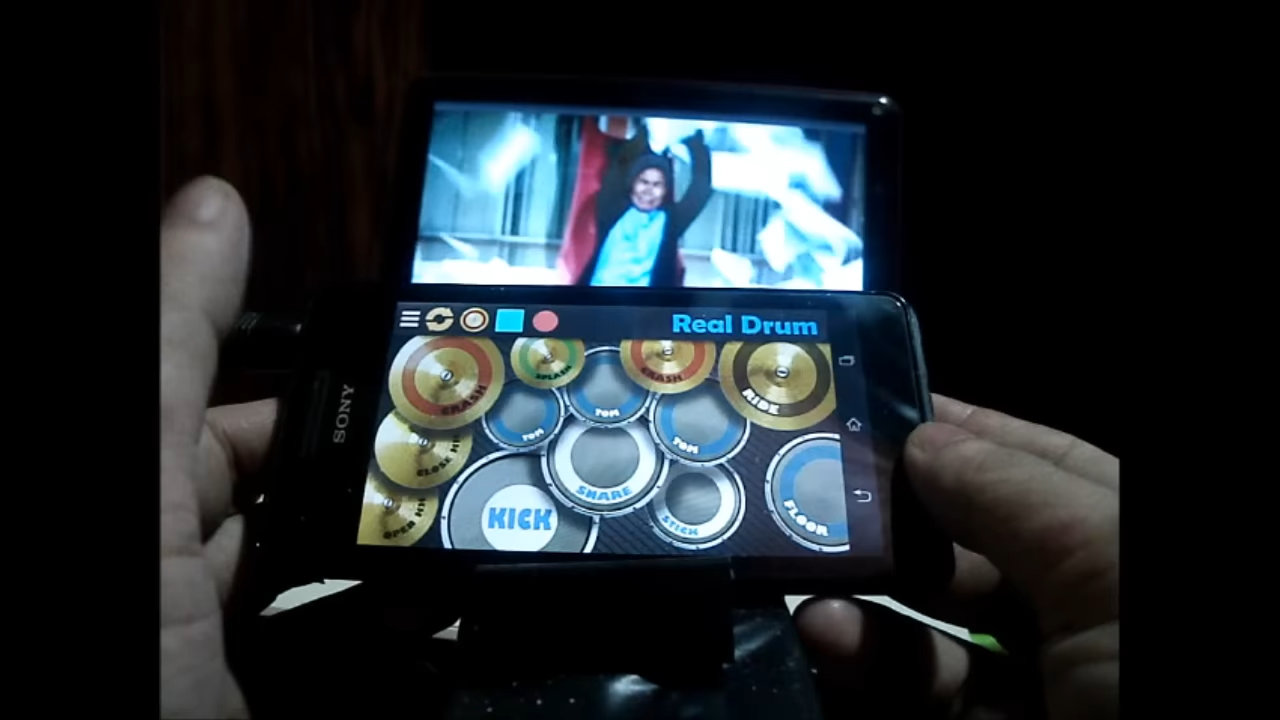 Real Drum
CRASH
SPLASH
CRASH
RIDE
TOM
TOM
TOM
CLOSE HH
OPEN HH
SNARE
KICK
STICK
FLOOR
SONY